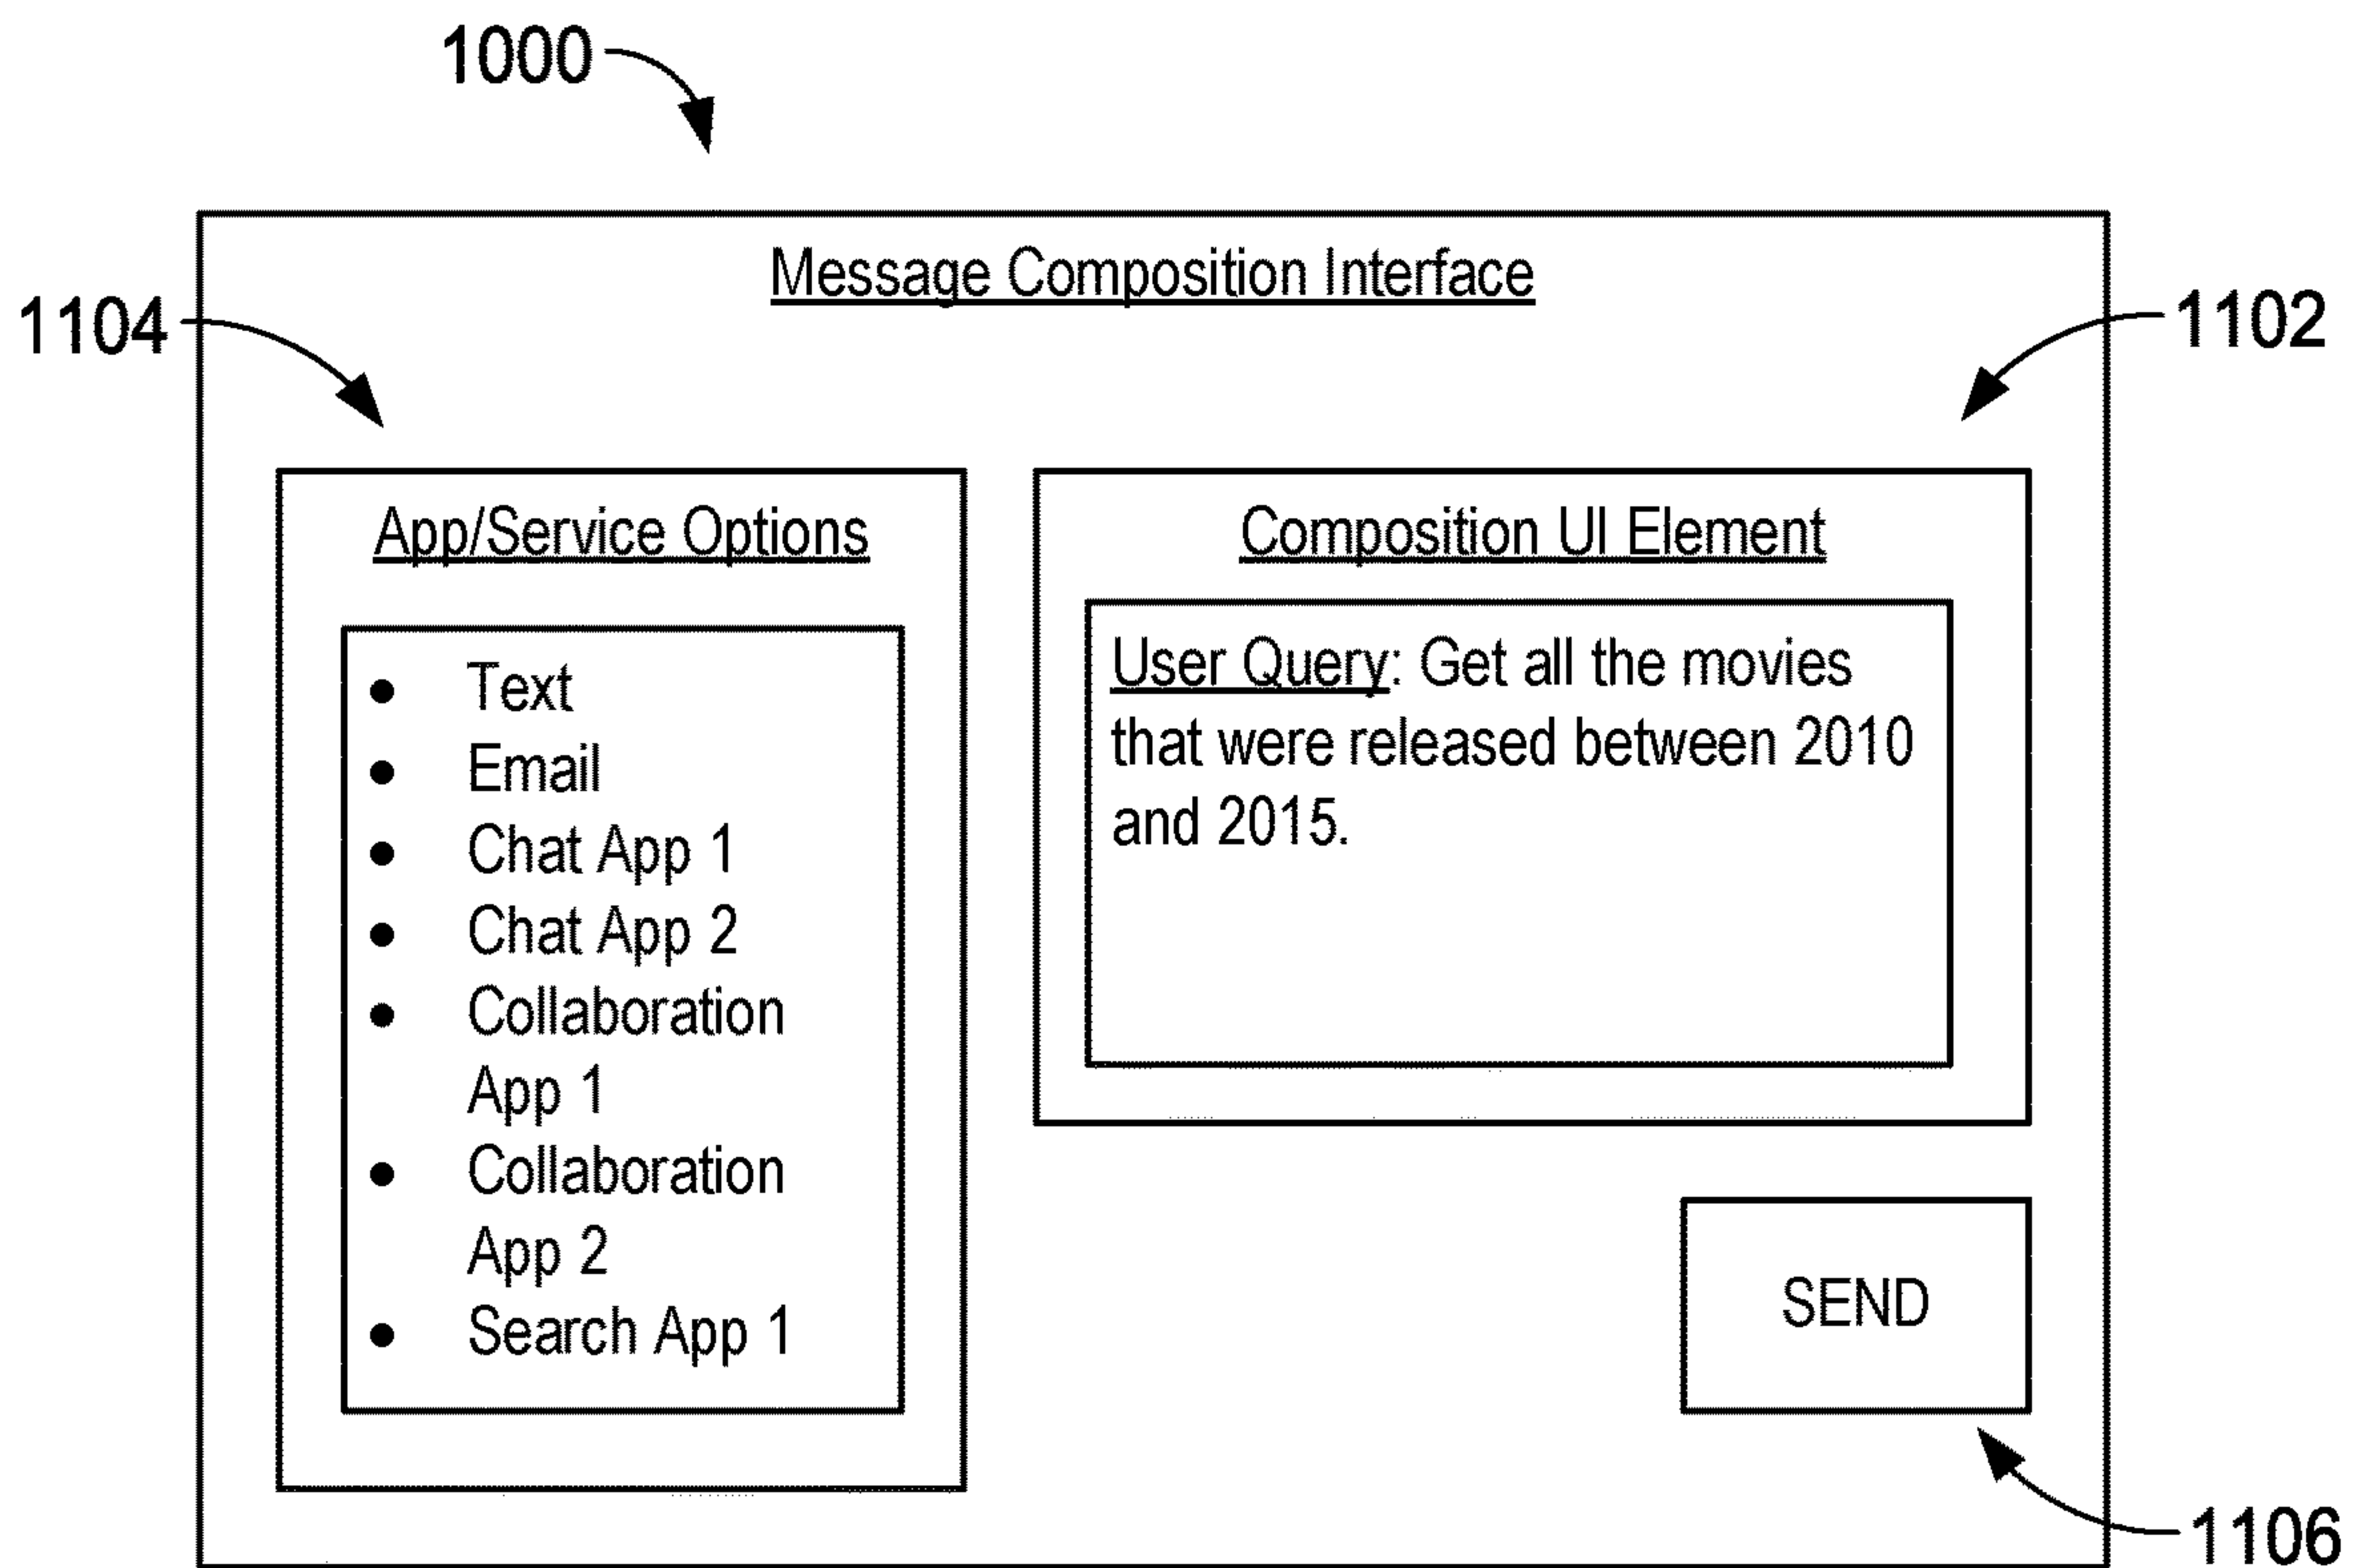 1000
Message Composition Interface
1104
1102
App/Service Options
• Text
• Email
• Chat App 1
• Chat App 2
• Collaboration
App 1
• Collaboration
App 2
• Search App 1
Composition UI Element
User Query: Get all the movies
that were released between 2010
and 2015.
SEND
1106